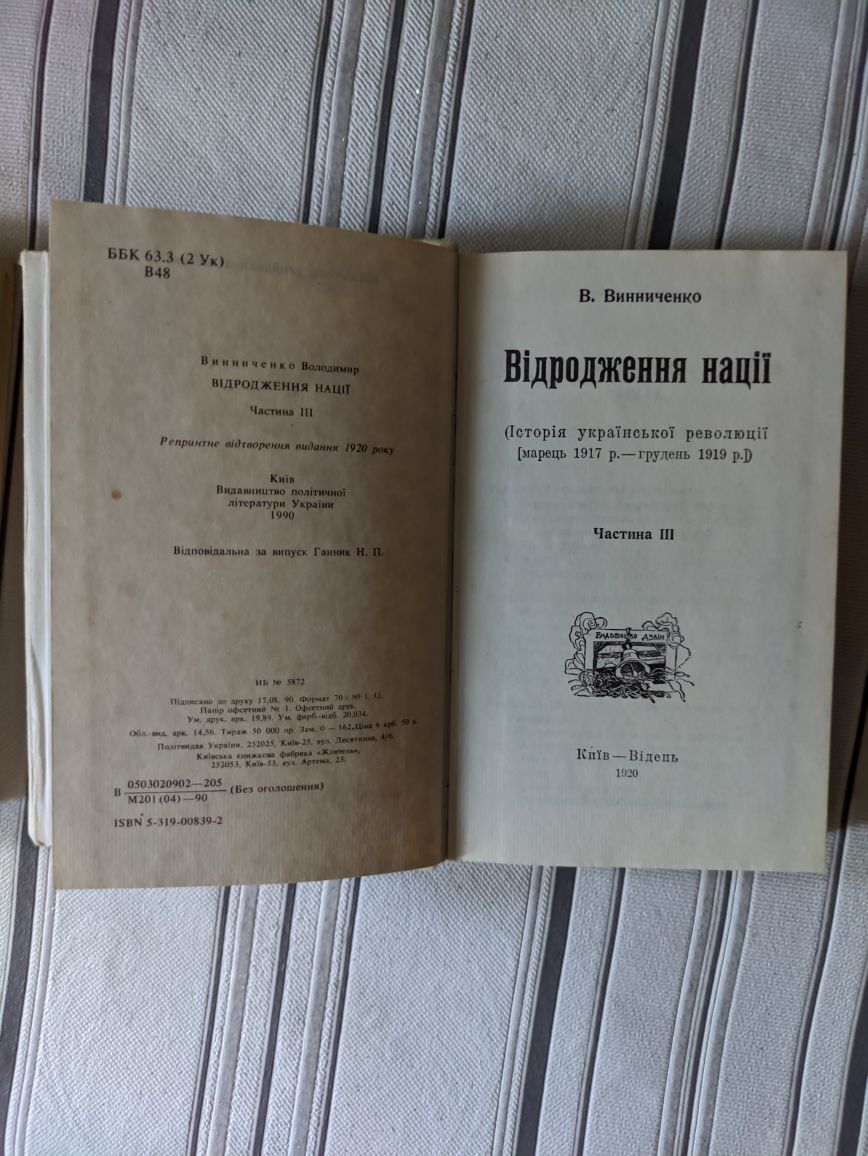 ББК 63.3 (2 Ук)
В48
Винниченко Володимир
ВІДРОДЖЕННЯ НАЦІЇ
Частина III
Репринтне відтворення видання 1920 року
Київ
Видавництво політичної
літератури України
1990
Відповідальна за випуск Ганник Н. П.
ИБ № 5872
Підписано до друку 17.08. 90. Формат 70×90 1/32.
Папір офсетний № 1. Офсетний друк.
Ум. друк. арк. 19,89. Ум. фарб.-відб. 20,034.
Обл.-вид. арк. 14,56. Тираж 50 000 пр. Зам. 0—162. Ціна 6 крб. 50 к.
Політвидав України, 252025, Київ-25, вул. Десятинна, 4/6.
Київська книжкова фабрика «Жовтень»,
252053, Київ-53, вул. Артема, 25.
В 0503020902—205 (Без оголошення)
М201(04)—90
ISBN 5-319-00839-2
В. Винниченко
Відродження нації
(Історія української революції
[марець 1917 р.—грудень 1919 р.])
Частина III
Видавництво Дзвін
Київ—Відень
1920